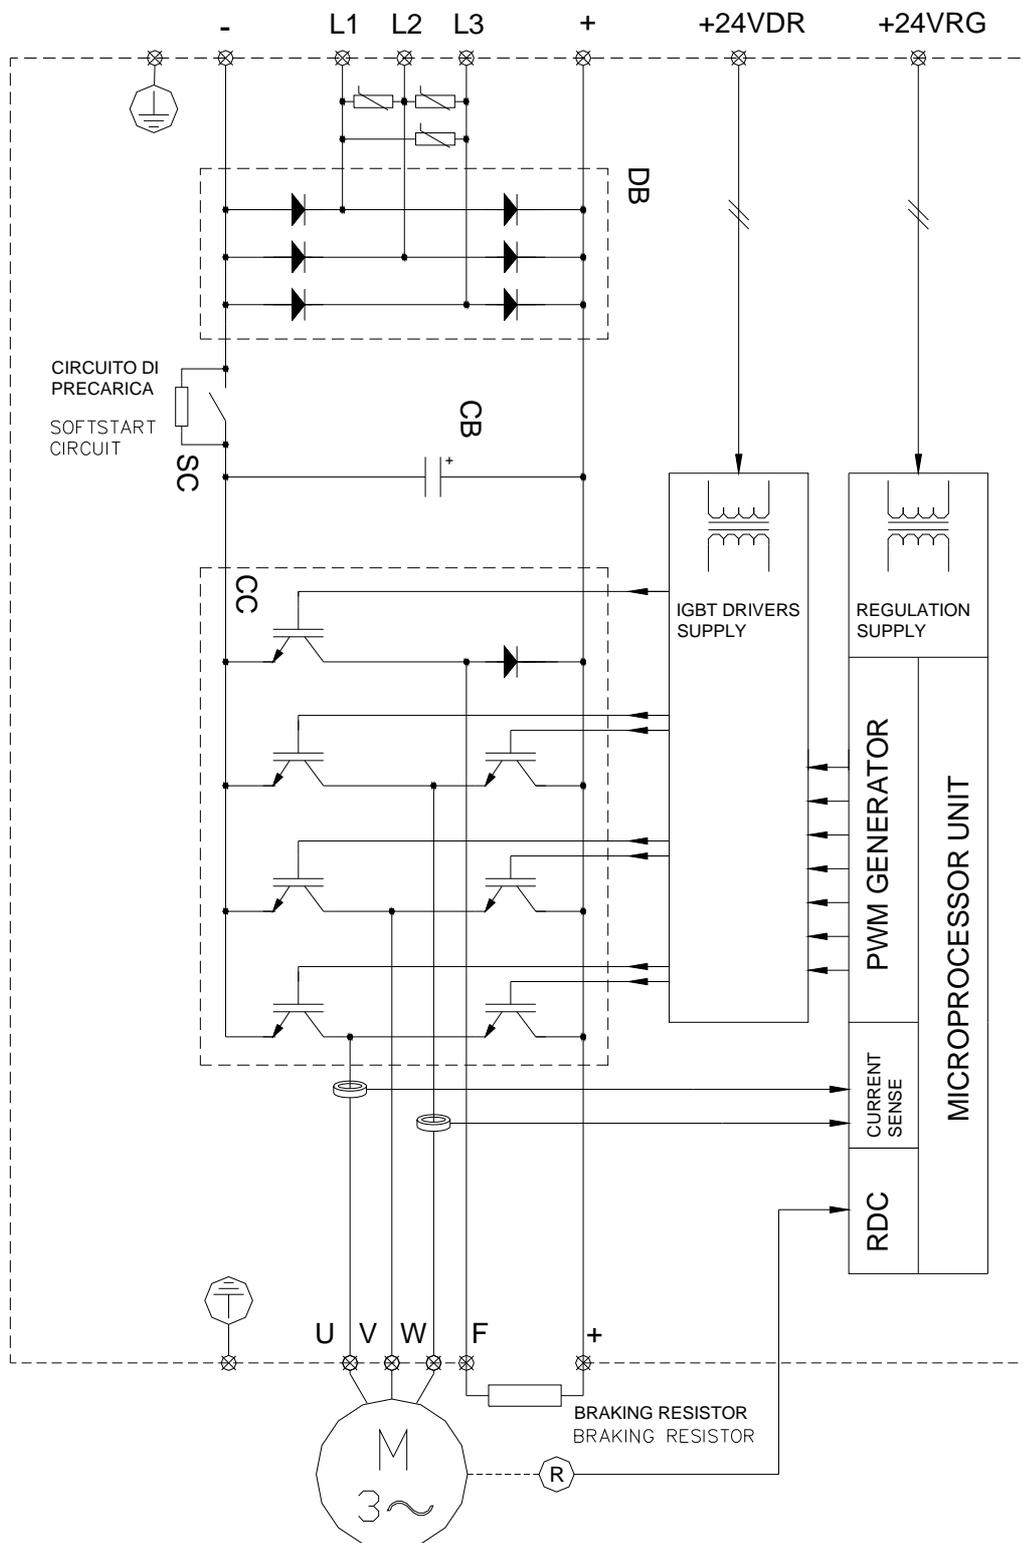 - L1 L2 L3 + +24VDR +24VRG
DB
CIRCUITO DI
PRECARICA
SOFTSTART
CIRCUIT
SC
CB
+
CC
IGBT DRIVERS
SUPPLY
REGULATION
SUPPLY
PWM GENERATOR
MICROPROCESSOR UNIT
CURRENT
SENSE
RDC
U V W F +
BRAKING RESISTOR
BRAKING RESISTOR
M
3~
R